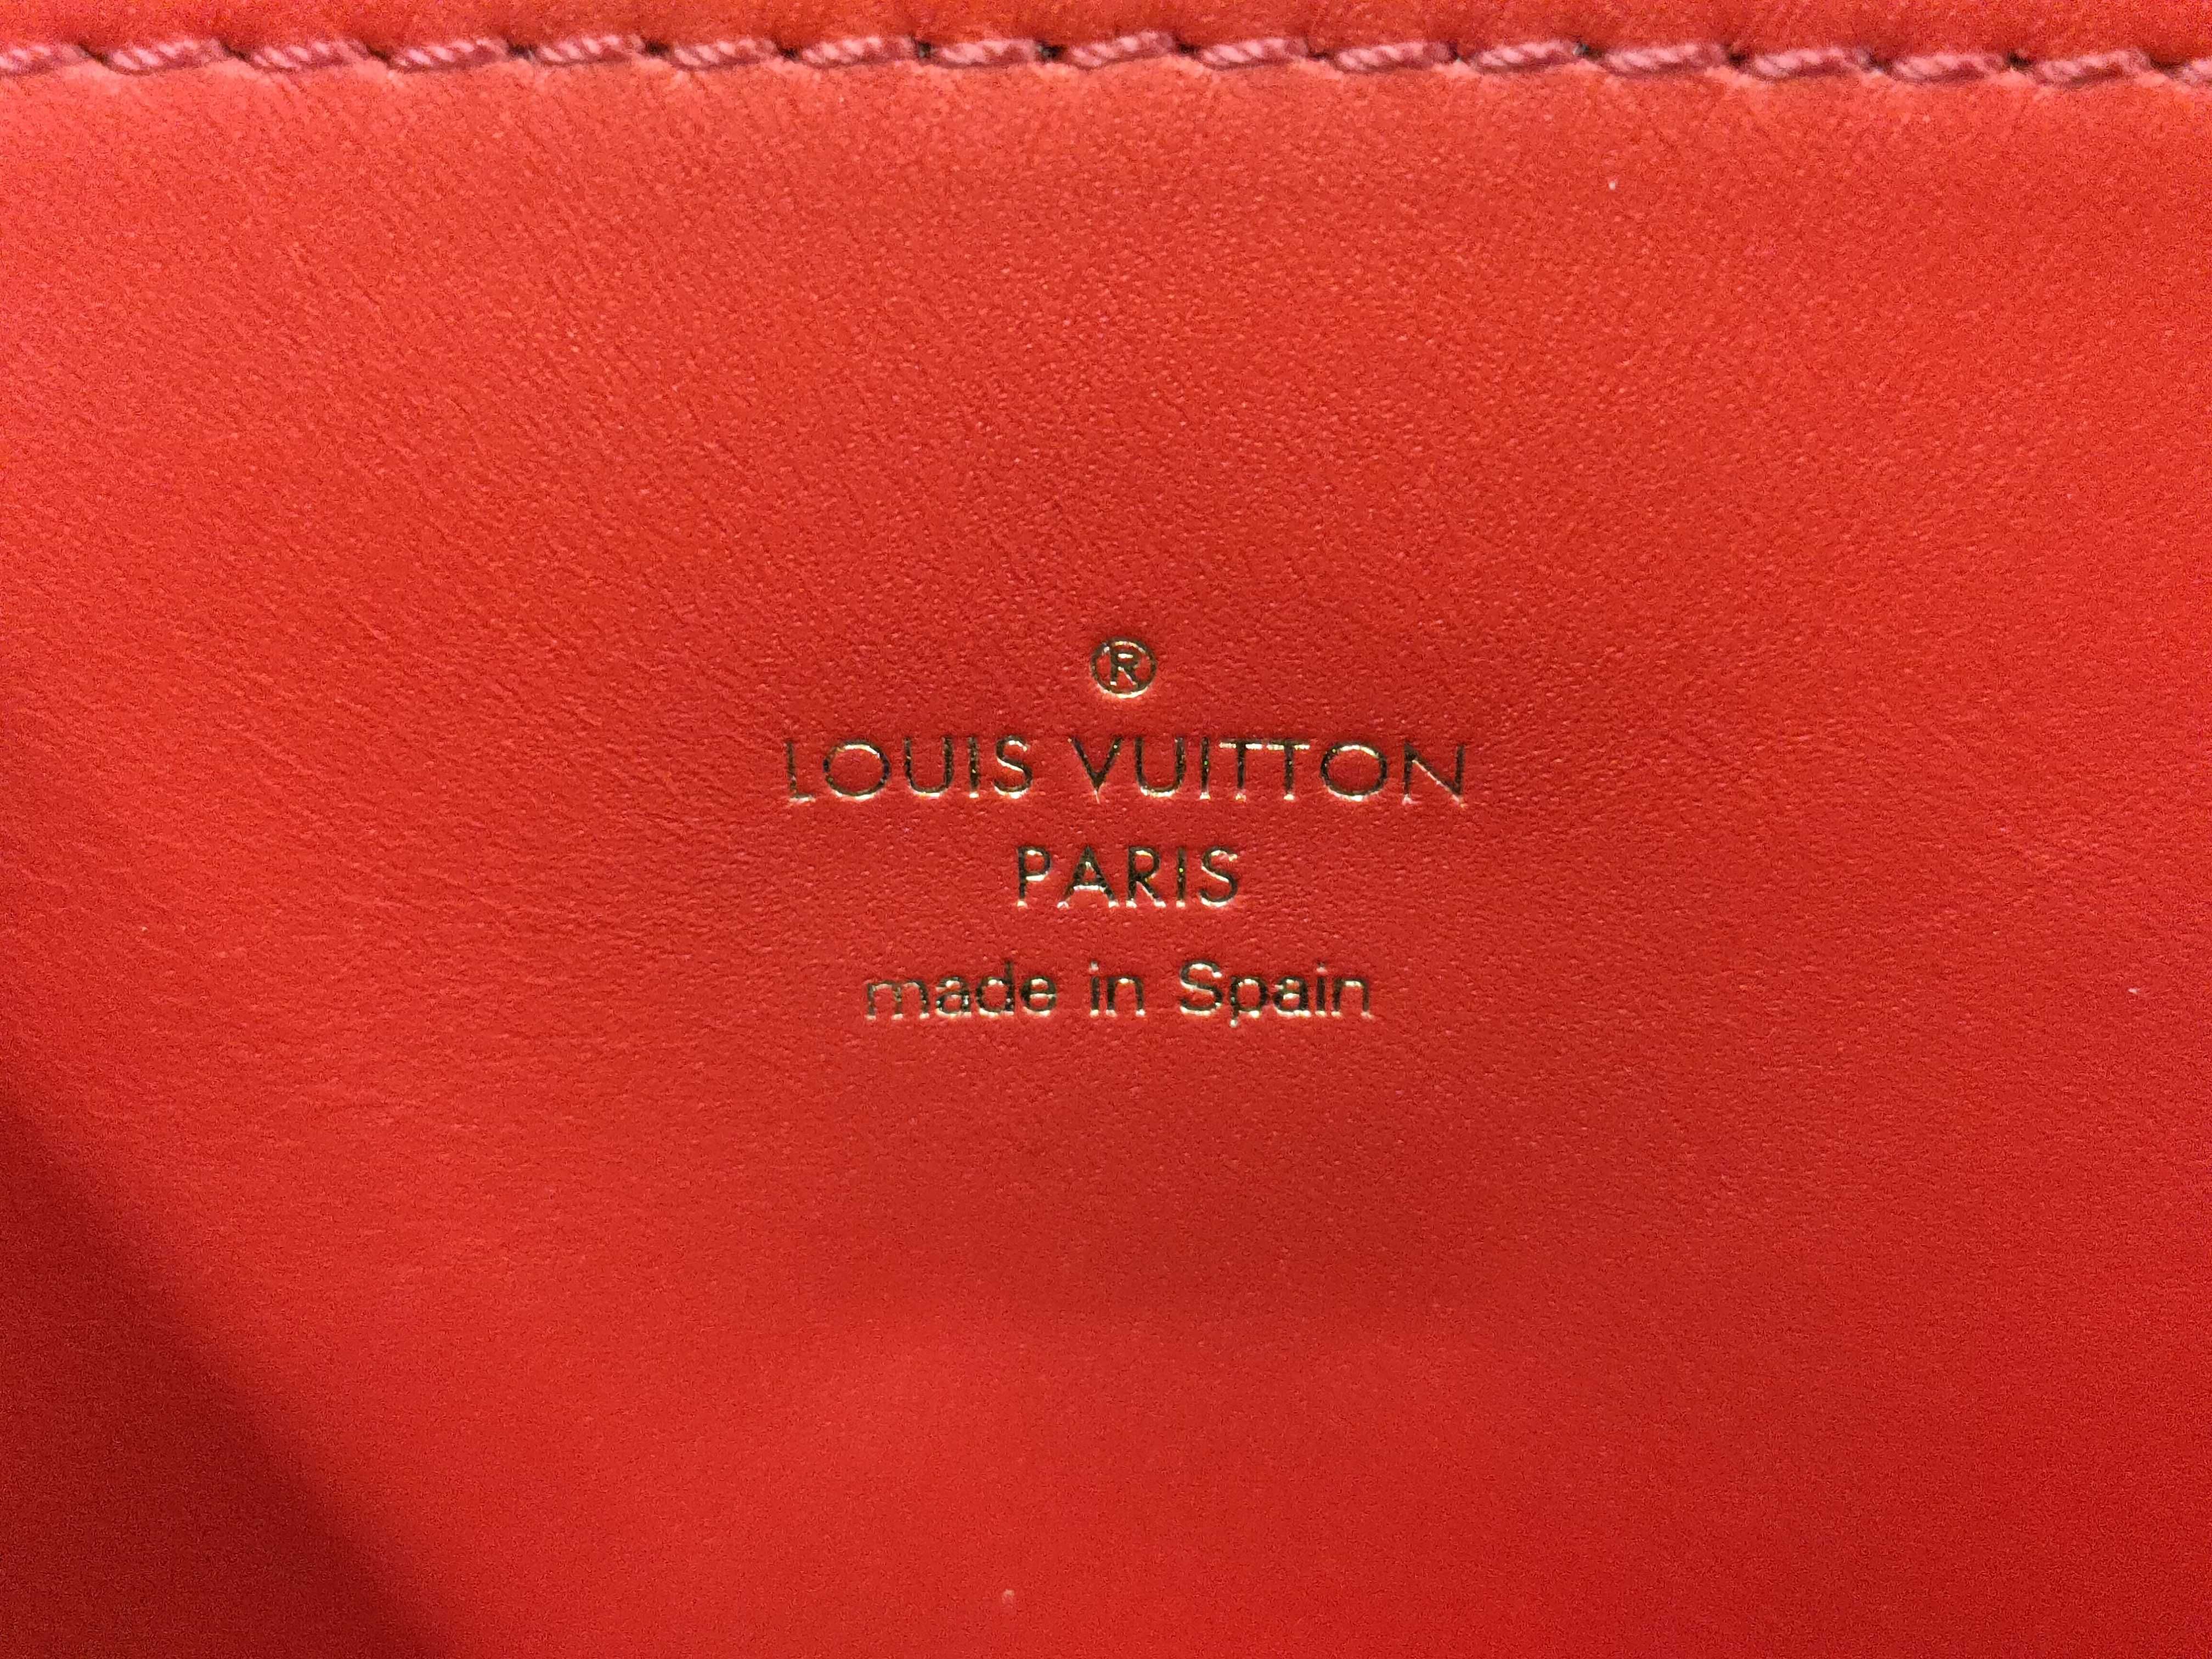 ®
LOUIS VUITTON
PARIS
made in Spain